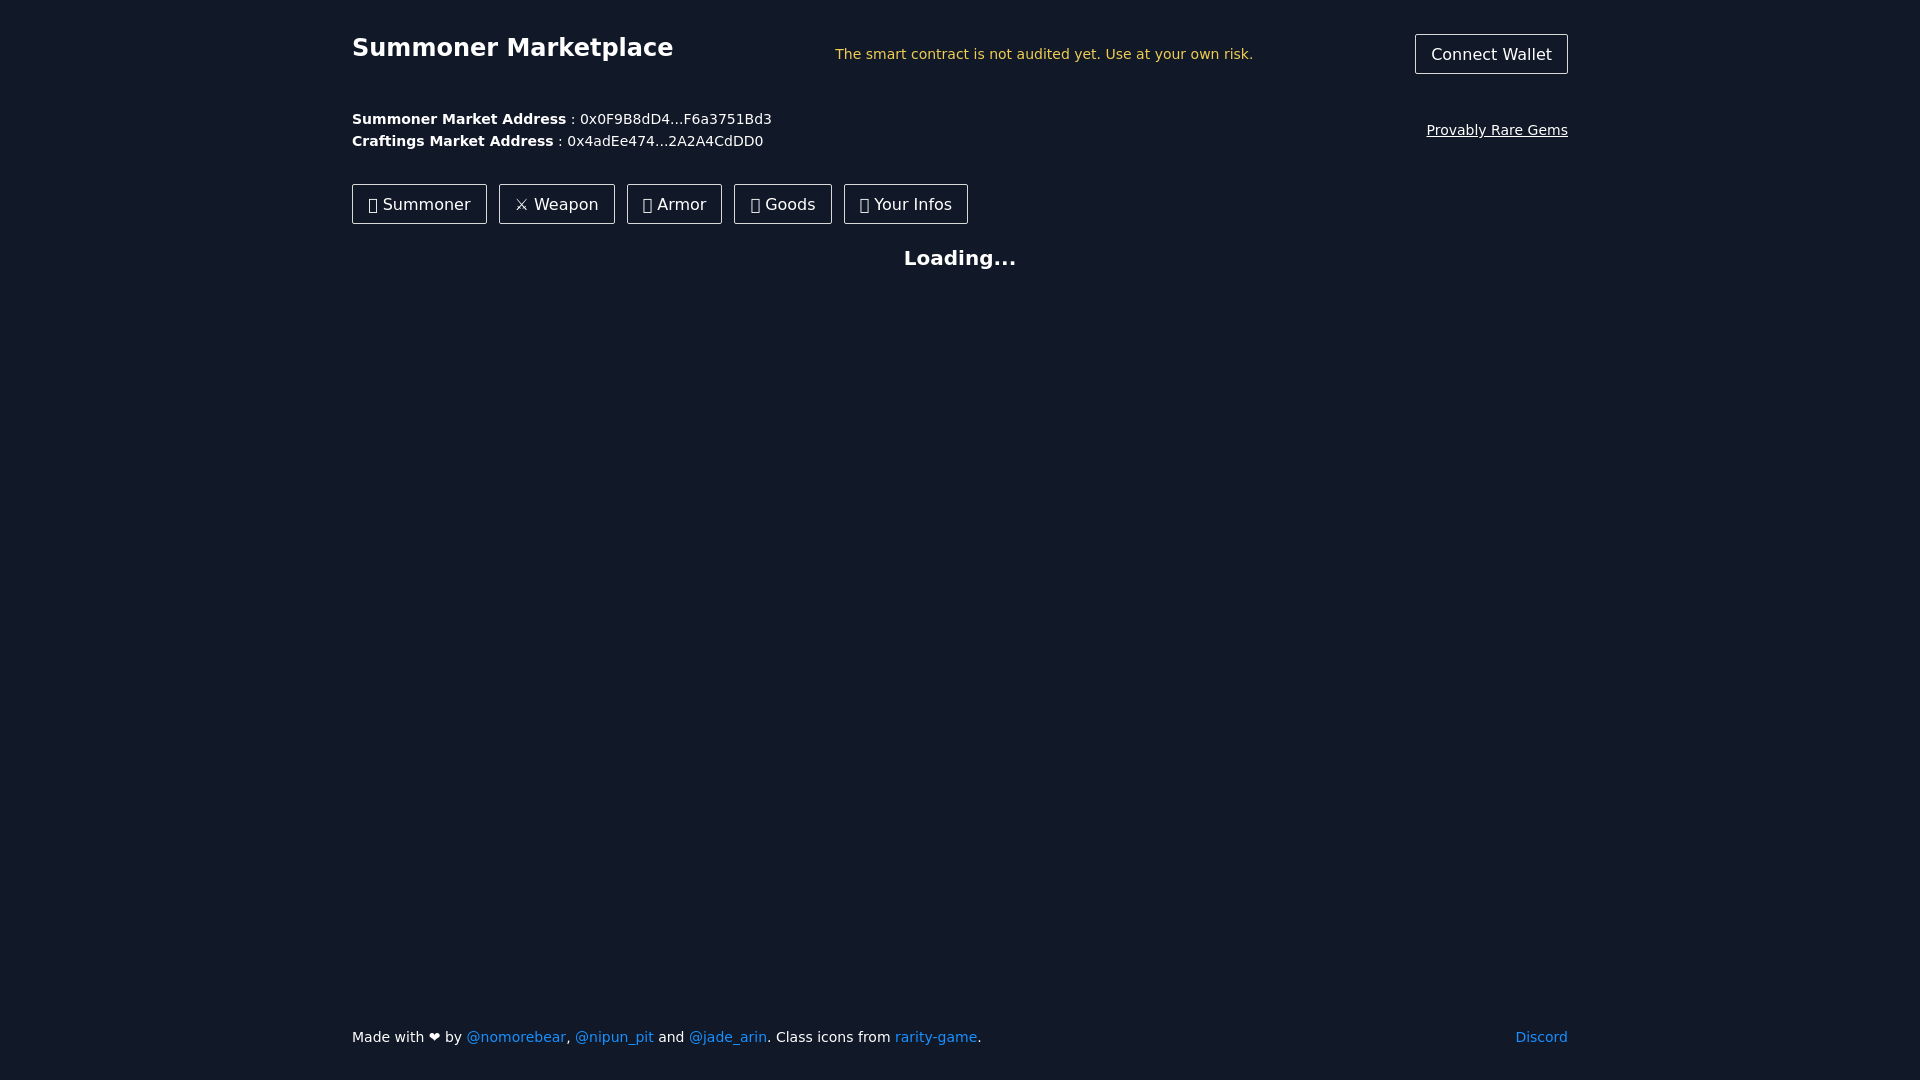 Summoner Marketplace
The smart contract is not audited yet. Use at your own risk.
Connect Wallet
Summoner Market Address : 0x0F9B8dD4...F6a3751Bd3
Craftings Market Address : 0x4adEe474...2A2A4CdDD0
Provably Rare Gems
Summoner
⚔ Weapon
Armor
Goods
Your Infos
Loading...
Made with ❤ by @nomorebear, @nipun_pit and @jade_arin. Class icons from rarity-game.
Discord